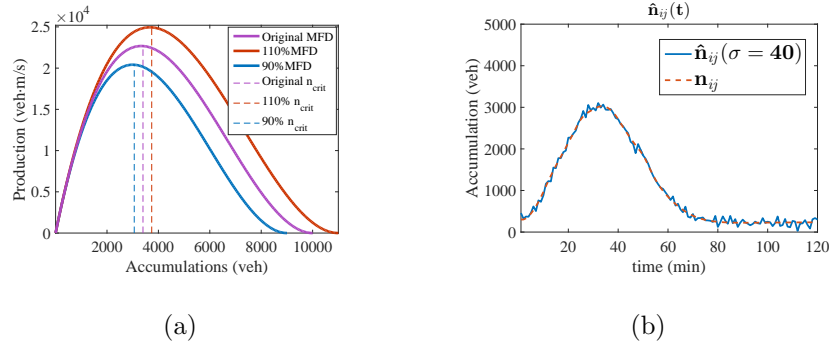 ×10⁴
2.5
2
1.5
1
0.5
0
Production (veh·m/s)
2000 4000 6000 8000 10000
Accumulations (veh)
Original MFD
110%MFD
90%MFD
Original n_crit
110% n_crit
90% n_crit
(a)
n̂_ij(t)
5000
4000
3000
2000
1000
0
Accumulation (veh)
20 40 60 80 100 120
time (min)
n̂_ij(σ = 40)
n_ij
(b)